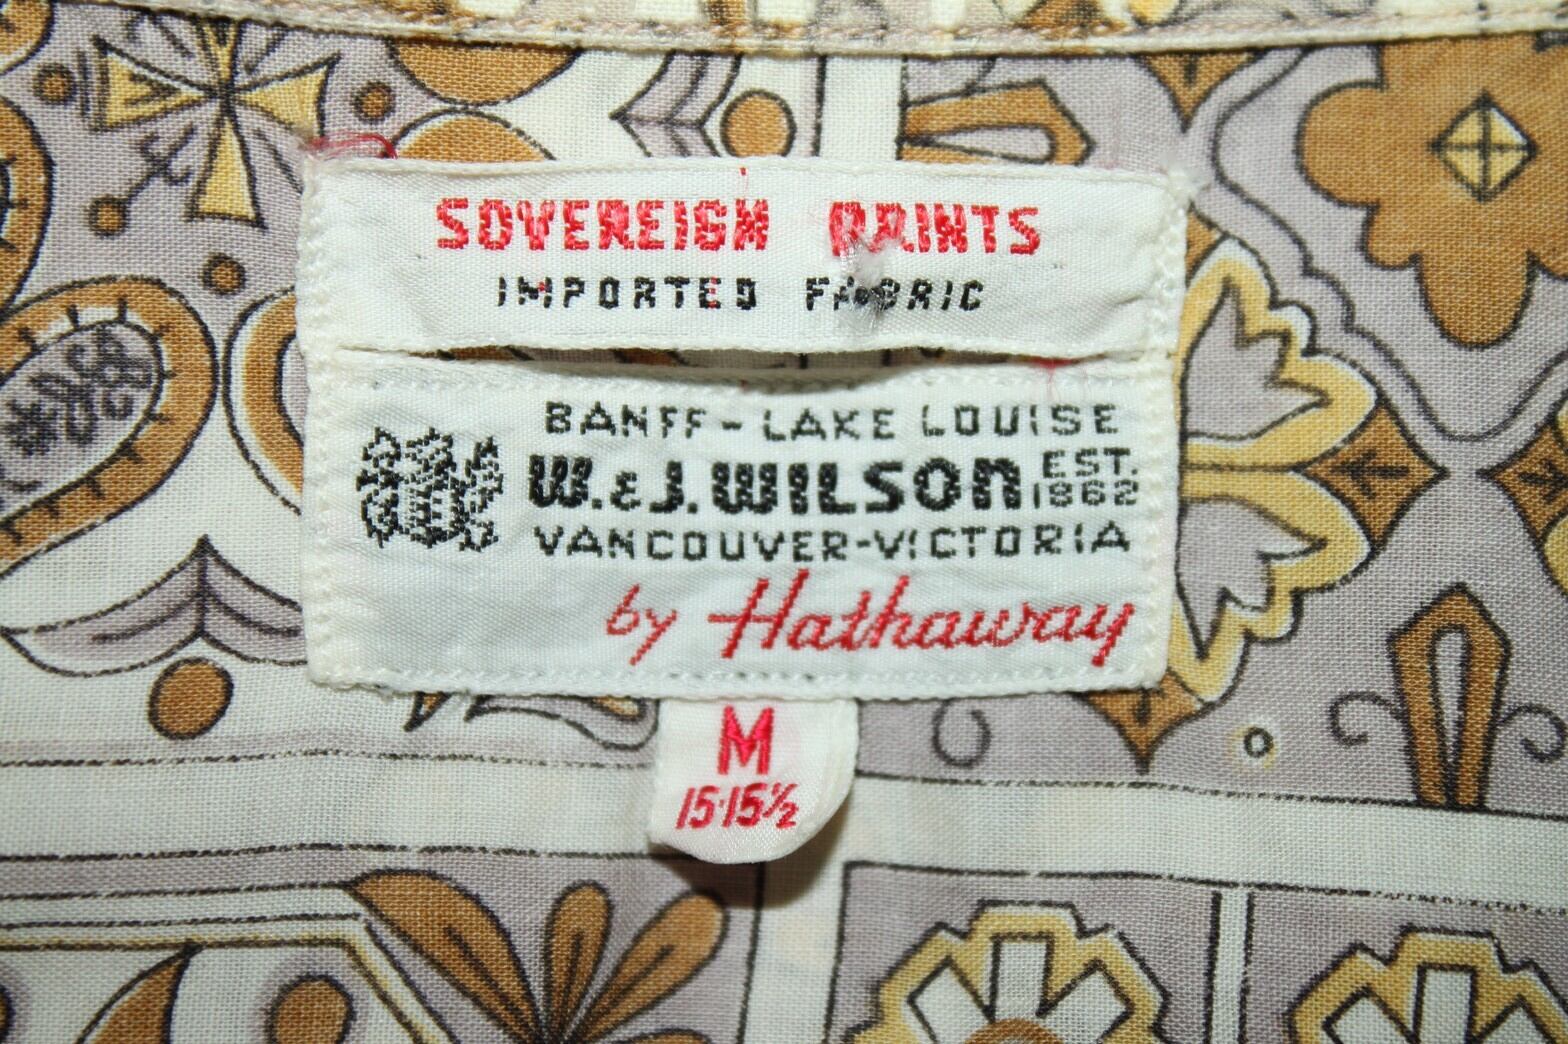 SOVEREIGN PRINTS
IMPORTED FABRIC
BANFF - LAKE LOUISE
W. & J. WILSON EST. 1862
VANCOUVER-VICTORIA
by Hathaway
M
15·15½